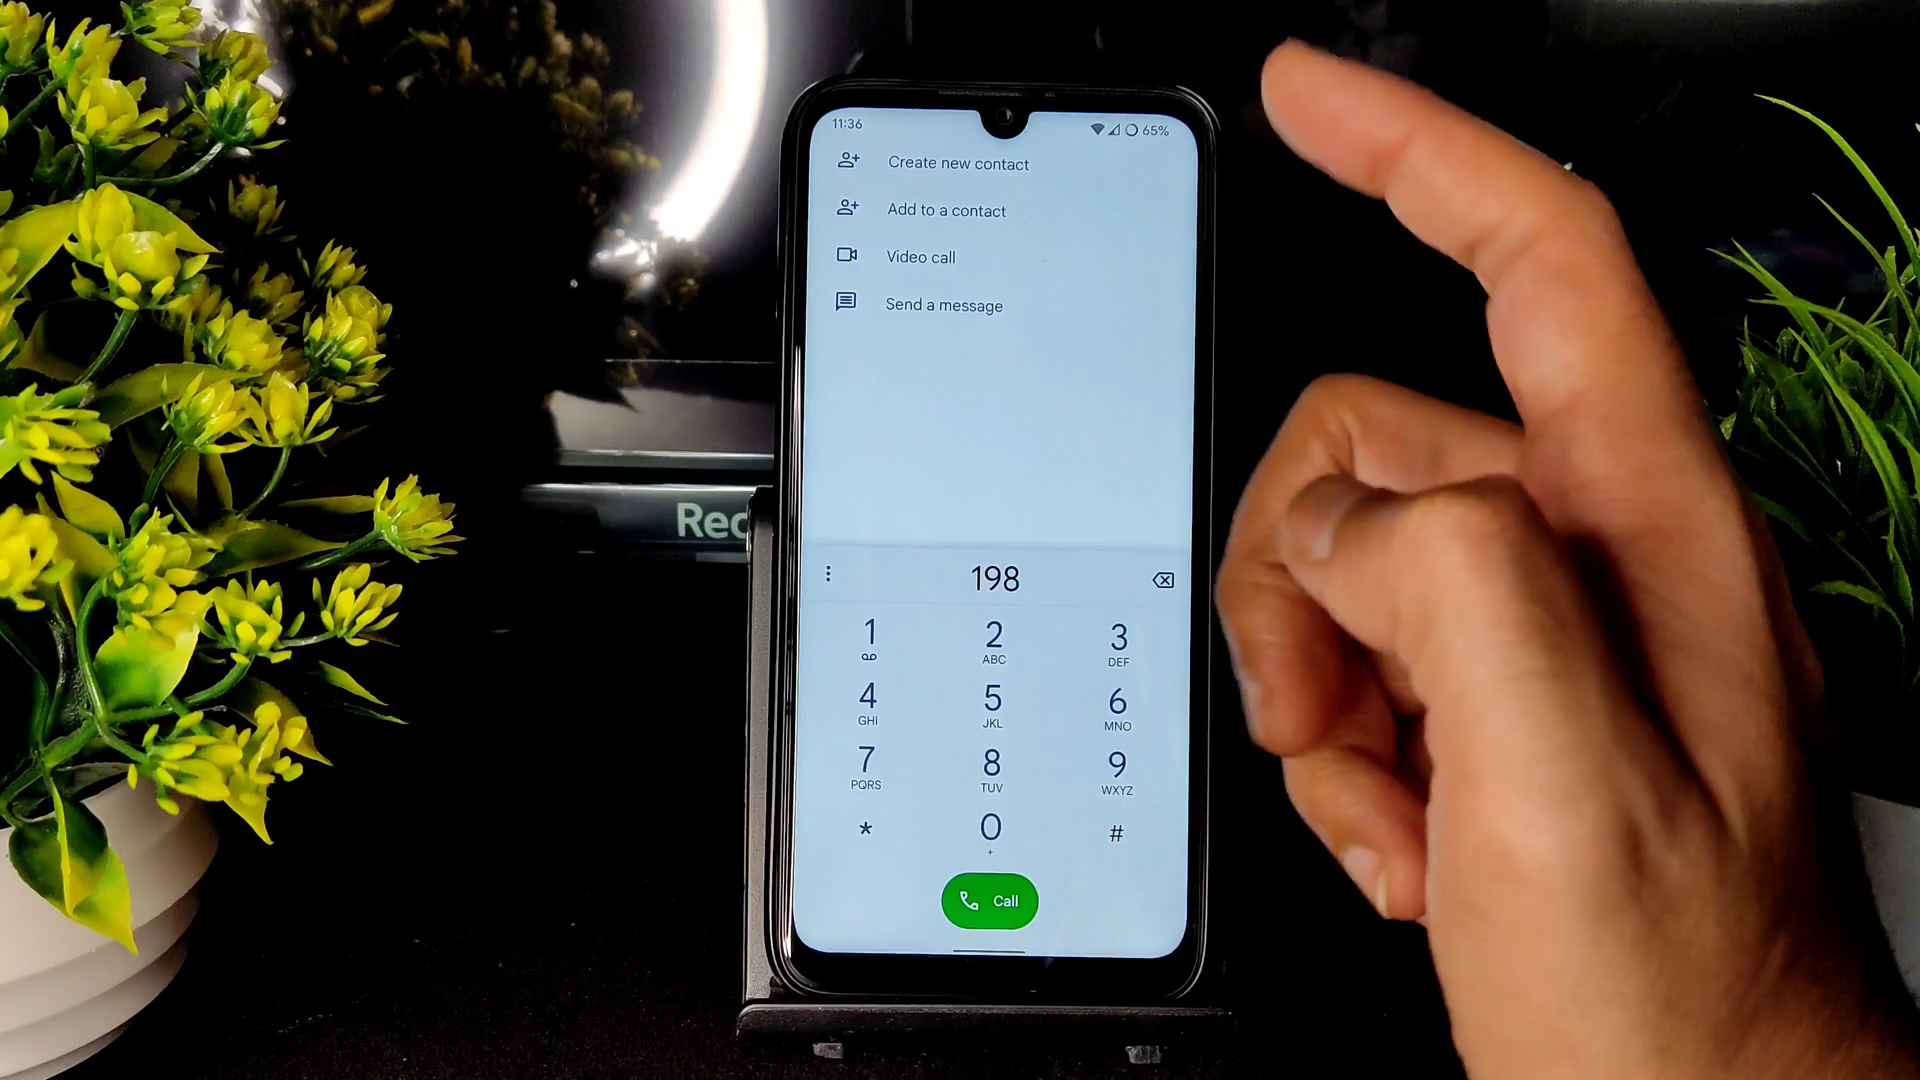 11:36
65%
Create new contact
Add to a contact
Video call
Send a message
Rec
198
1
2
ABC
3
DEF
4
GHI
5
JKL
6
MNO
7
PQRS
8
TUV
9
WXYZ
*
0
+
#
Call